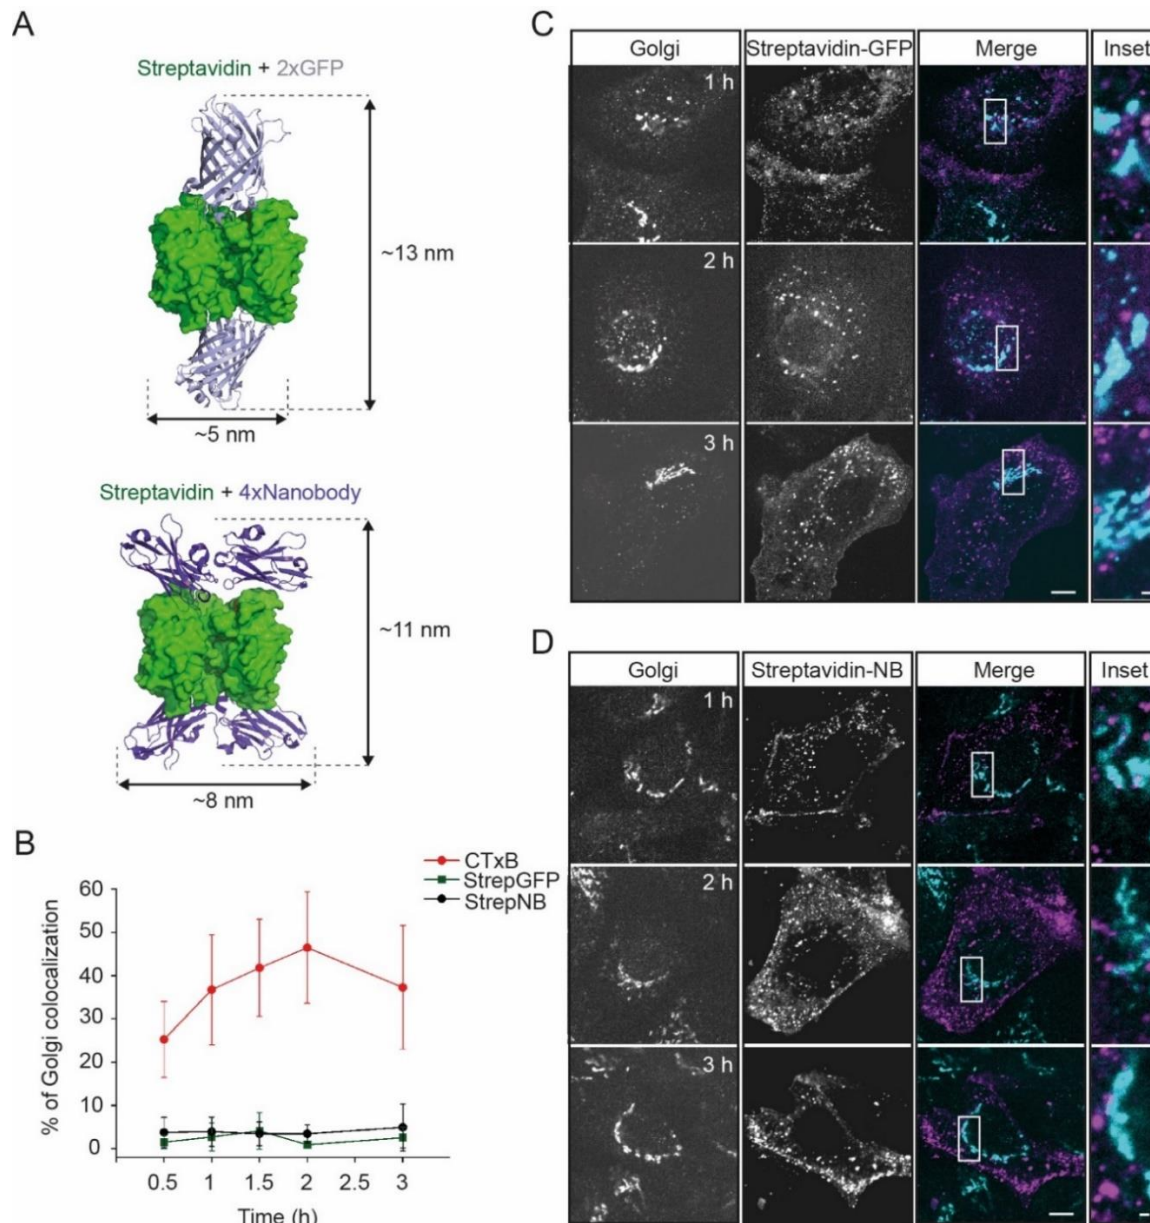 A
Streptavidin + 2xGFP
~13 nm
~5 nm
Streptavidin + 4xNanobody
~11 nm
~8 nm
B
CTxB
StrepGFP
StrepNB
% of Golgi colocalization
60
50
40
30
20
10
0
0.5 1 1.5 2 2.5 3
Time (h)
C
Golgi Streptavidin-GFP Merge Inset
1 h
2 h
3 h
D
Golgi Streptavidin-NB Merge Inset
1 h
2 h
3 h